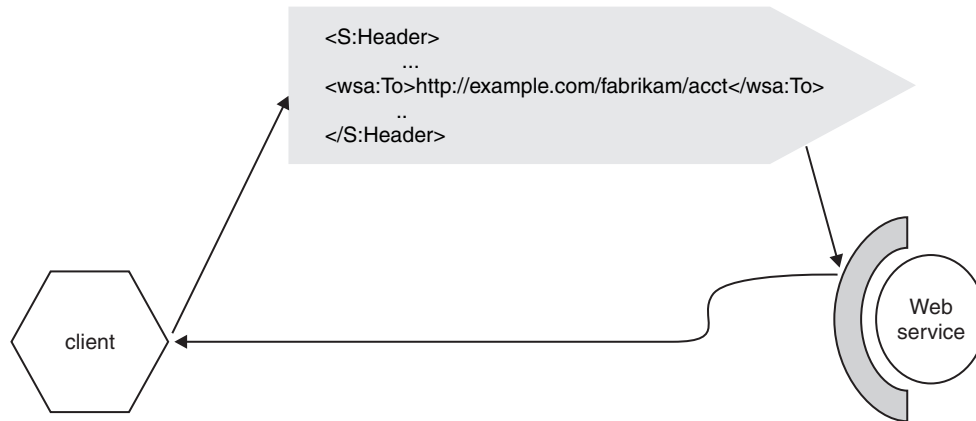 <S:Header>
...
<wsa:To>http://example.com/fabrikam/acct</wsa:To>
..
</S:Header>
client
Web
service